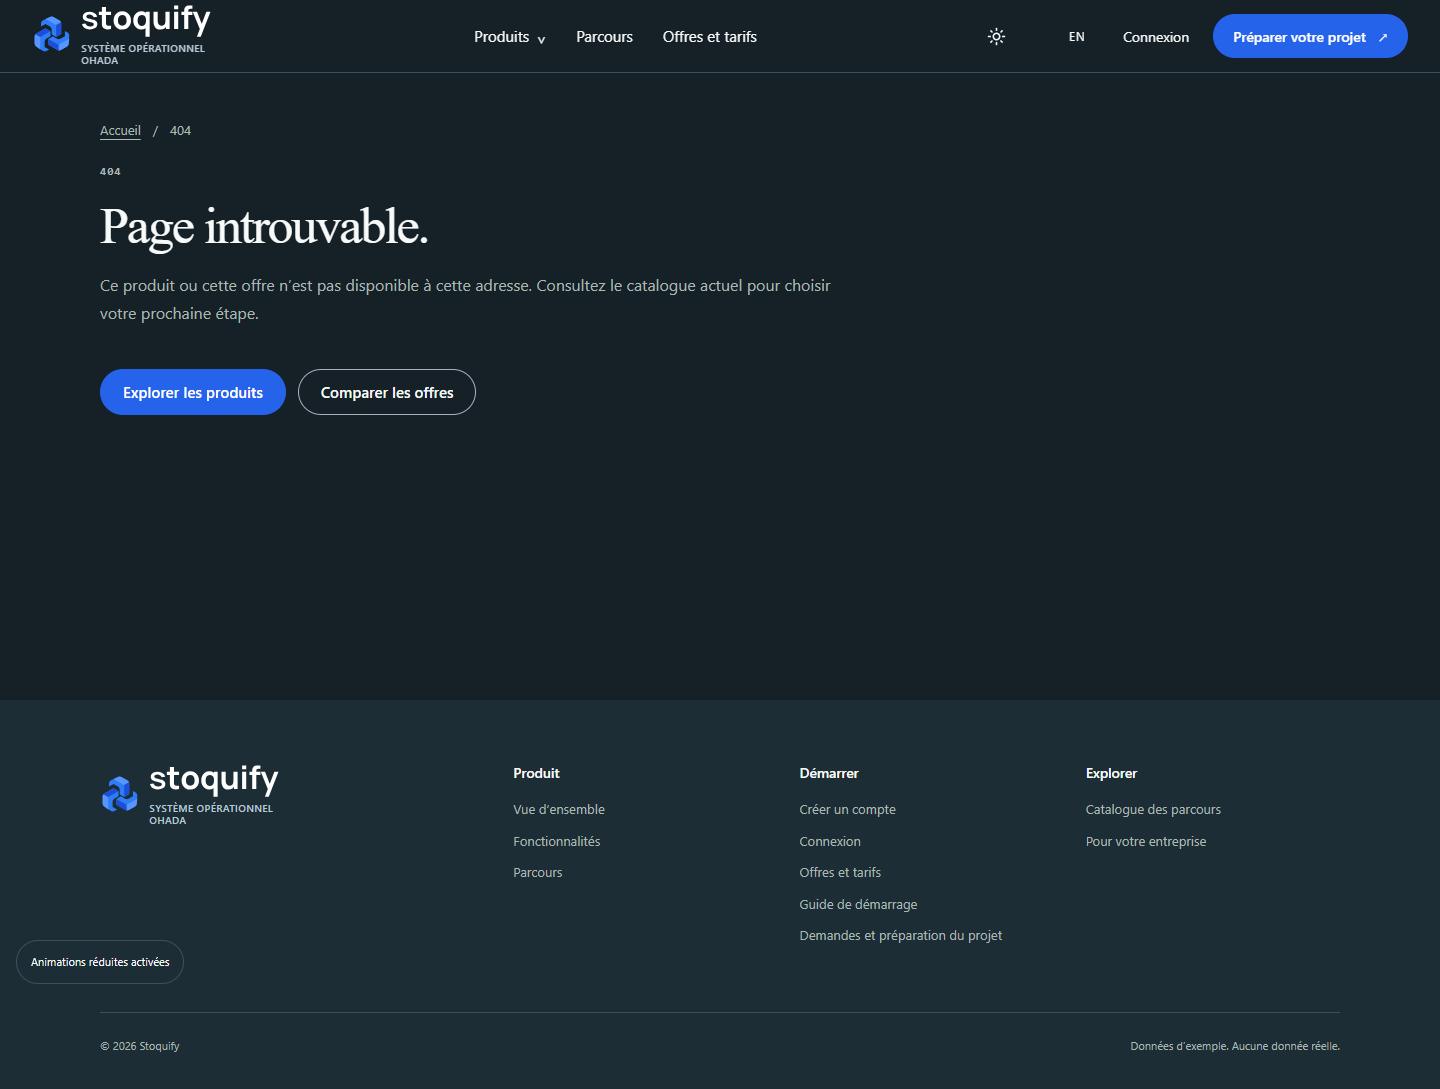 stoquify
SYSTÈME OPÉRATIONNEL
OHADA
Produits
Parcours
Offres et tarifs
EN
Connexion
Préparer votre projet ↗
Accueil / 404
404
Page introuvable.
Ce produit ou cette offre n’est pas disponible à cette adresse. Consultez le catalogue actuel pour choisir
votre prochaine étape.
Explorer les produits
Comparer les offres
stoquify
SYSTÈME OPÉRATIONNEL
OHADA
Produit
Vue d’ensemble
Fonctionnalités
Parcours
Démarrer
Créer un compte
Connexion
Offres et tarifs
Guide de démarrage
Demandes et préparation du projet
Explorer
Catalogue des parcours
Pour votre entreprise
Animations réduites activées
© 2026 Stoquify
Données d’exemple. Aucune donnée réelle.